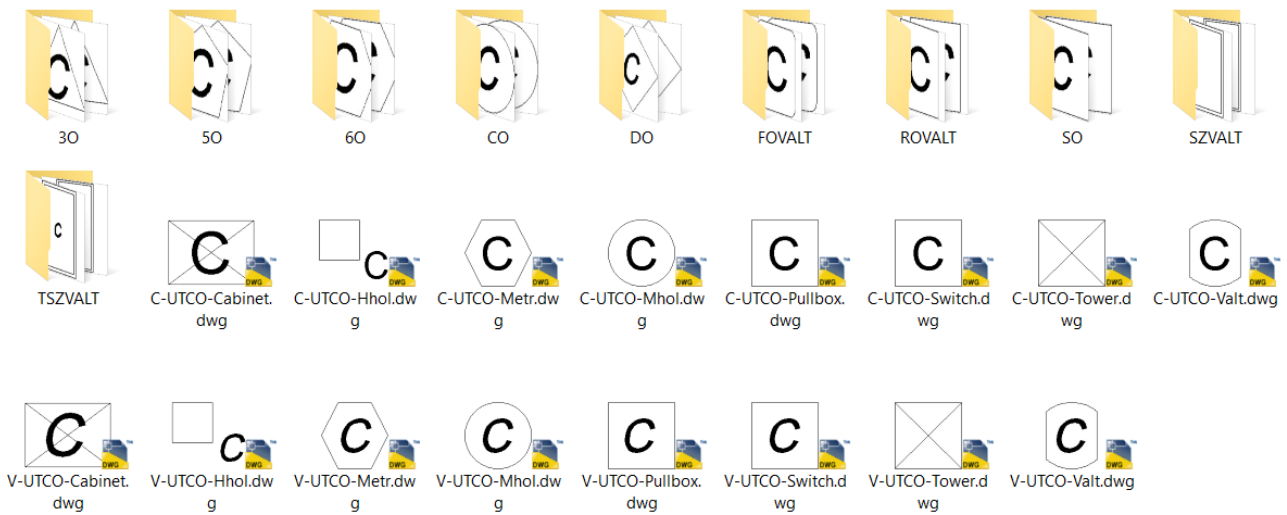 3O 5O 6O CO DO FOVALT ROVALT SO SZVALT
C
TSZVALT C-UTCO-Cabinet. C-UTCO-Hhol.dw C-UTCO-Metr.dw C-UTCO-Mhol.dw C-UTCO-Pullbox. C-UTCO-Switch.d C-UTCO-Tower.d C-UTCO-Valt.dwg
dwg g g g dwg wg wg
V-UTCO-Cabinet. V-UTCO-Hhol.dw V-UTCO-Metr.dw V-UTCO-Mhol.dw V-UTCO-Pullbox. V-UTCO-Switch.d V-UTCO-Tower.d V-UTCO-Valt.dwg
dwg g g g dwg wg wg